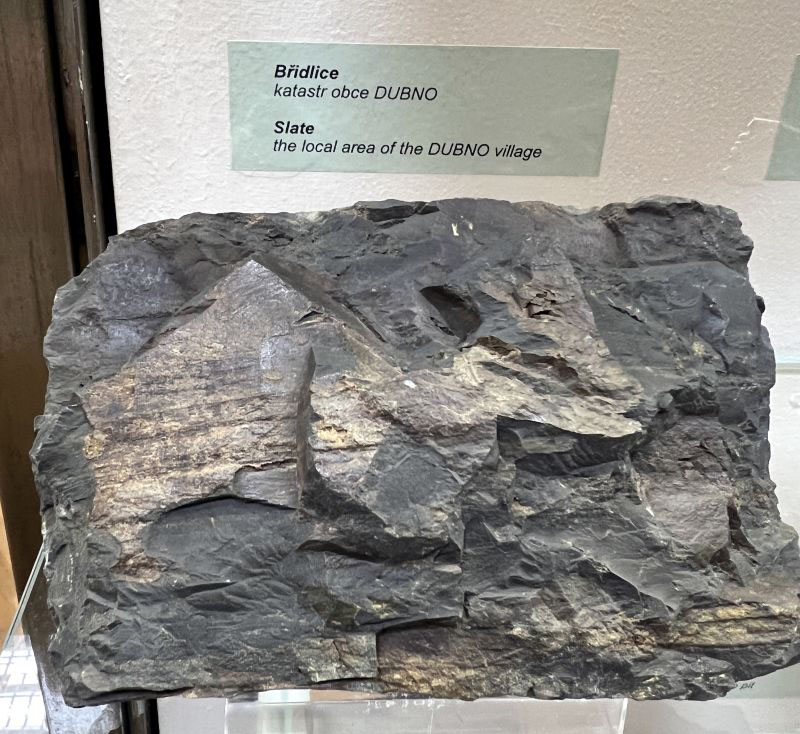 Břidlice
katastr obce DUBNO
Slate
the local area of the DUBNO village